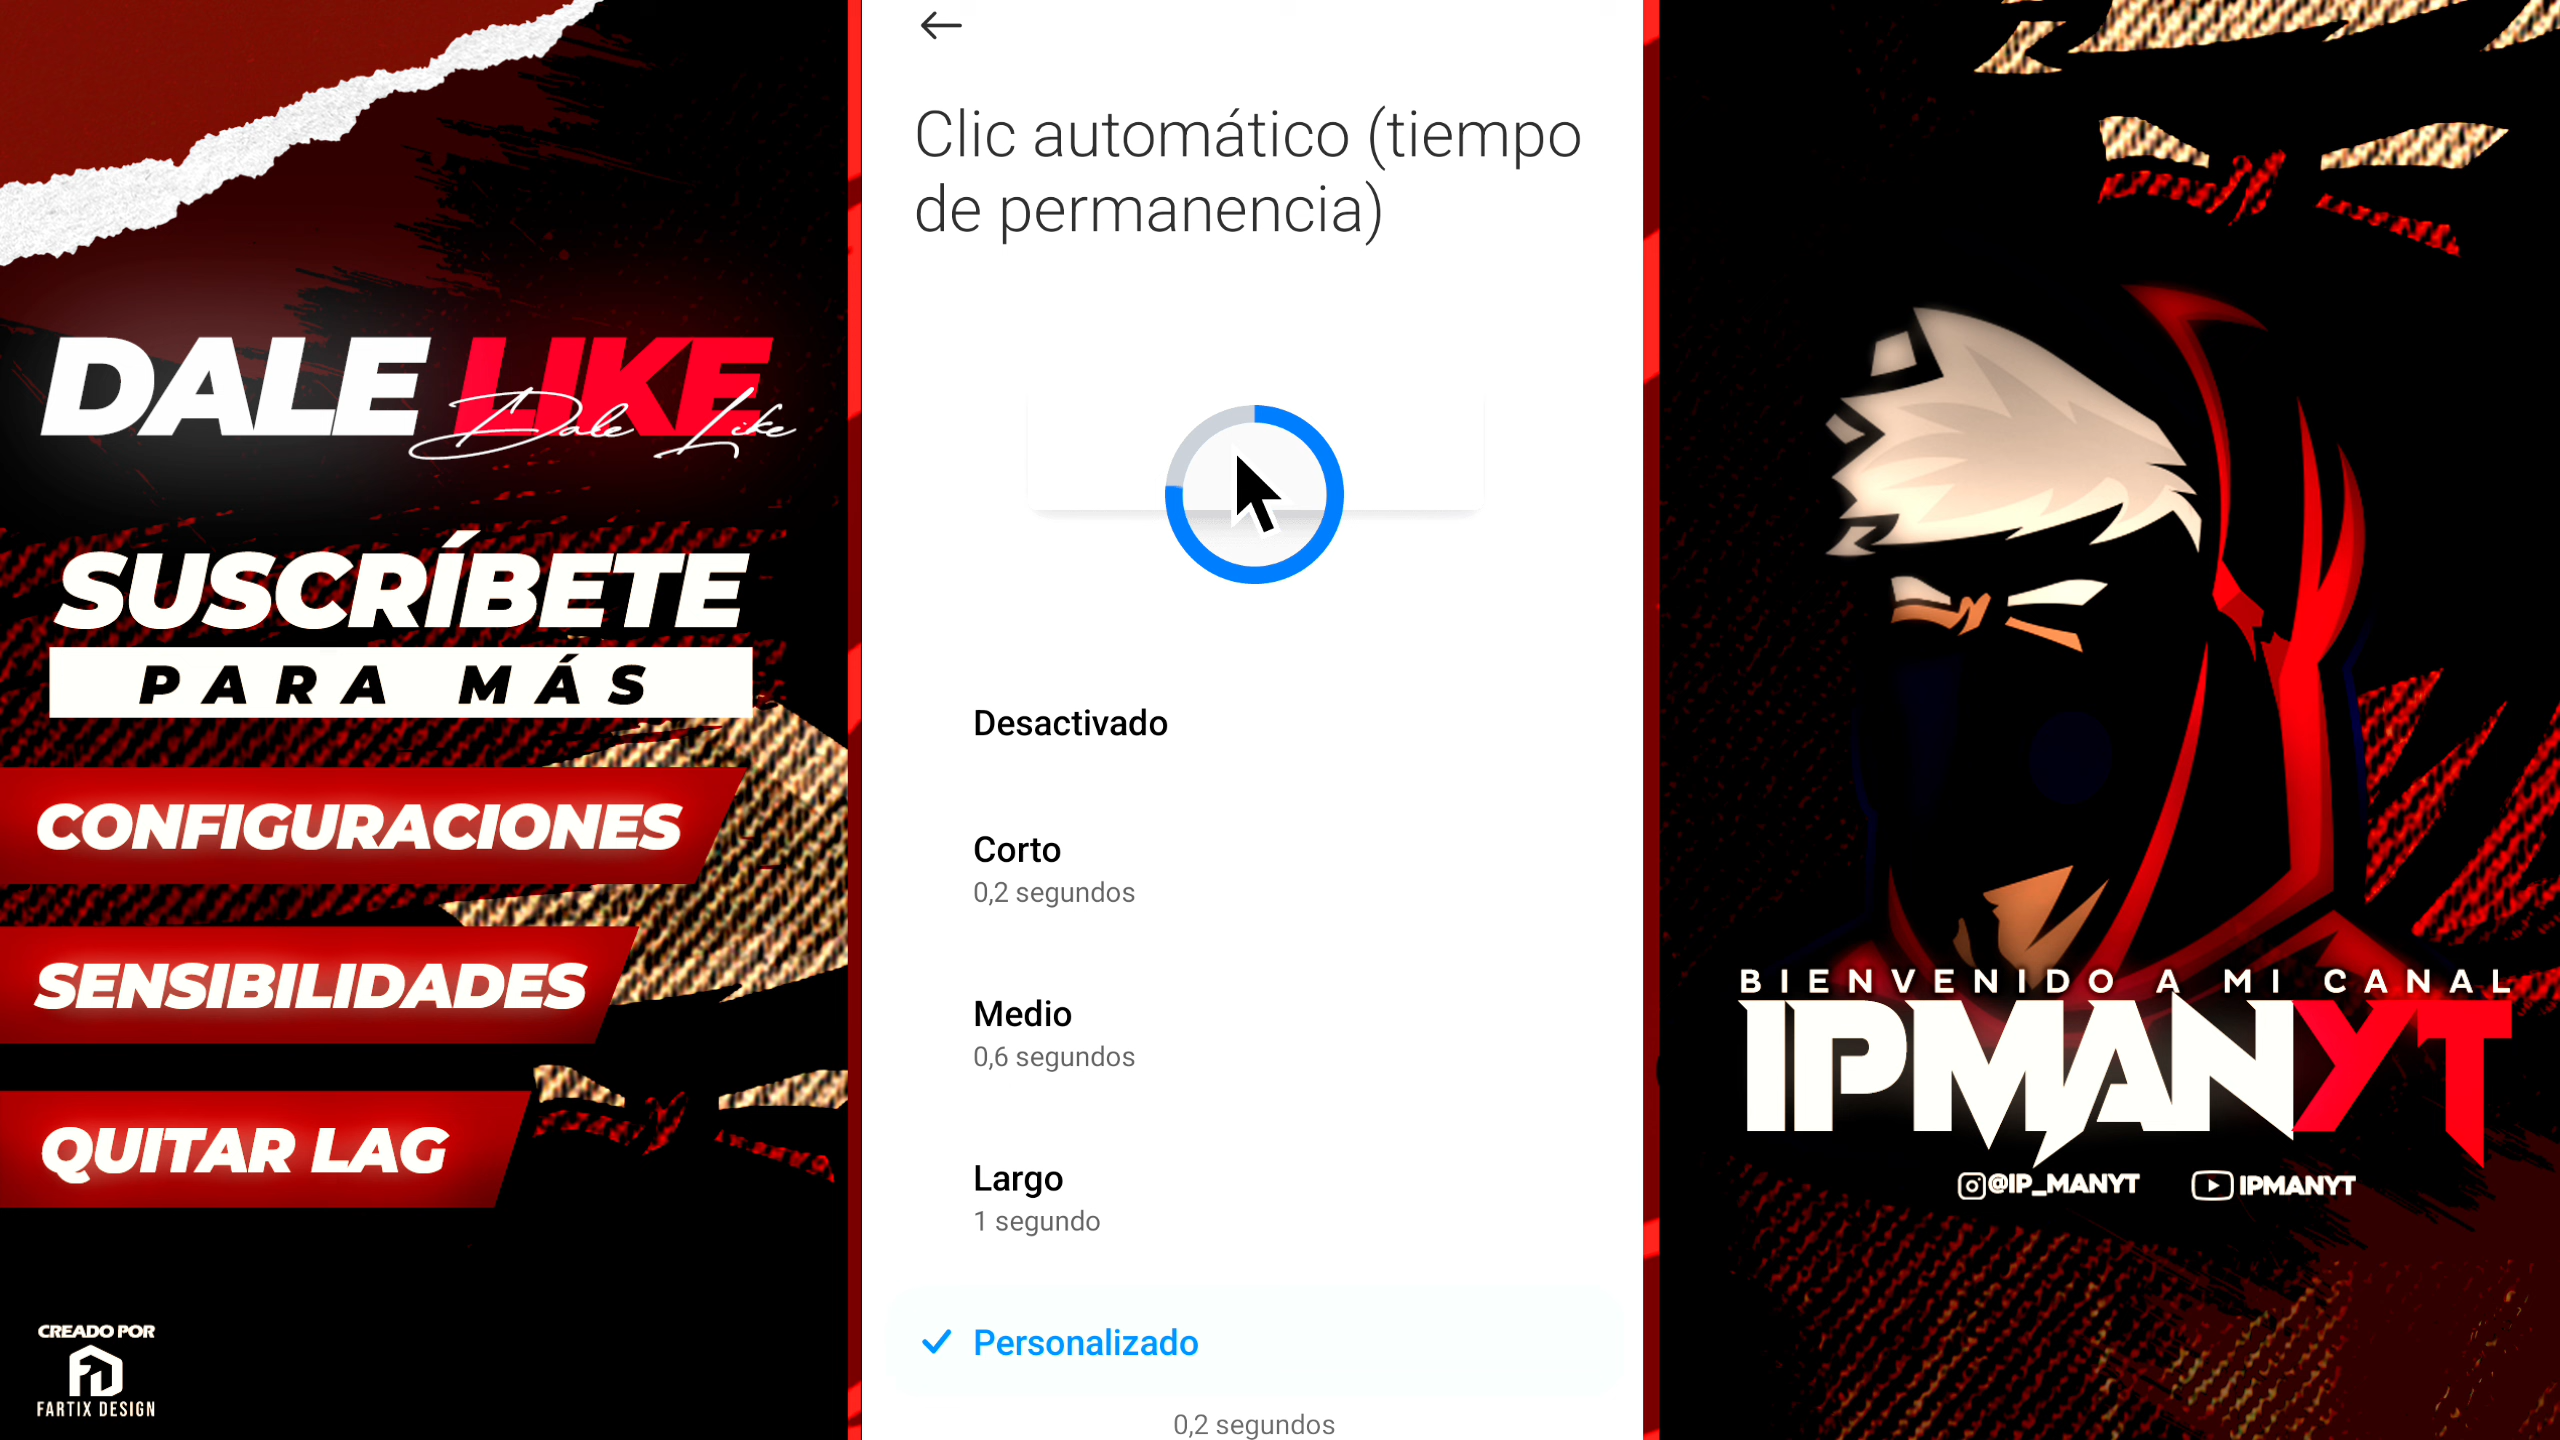 DALE LIKE
Dale Like
SUSCRÍBETE
PARA MÁS
CONFIGURACIONES
SENSIBILIDADES
QUITAR LAG
CREADO POR
FARTIX DESIGN
Clic automático (tiempo
de permanencia)
Desactivado
Corto
0,2 segundos
Medio
0,6 segundos
Largo
1 segundo
Personalizado
0,2 segundos
BIENVENIDO A MI CANAL
IPMANYT
@IP_MANYT IPMANYT